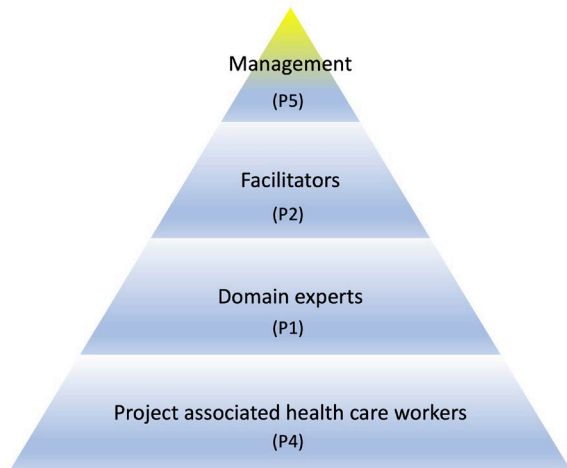 Management
(P5)
Facilitators
(P2)
Domain experts
(P1)
Project associated health care workers
(P4)